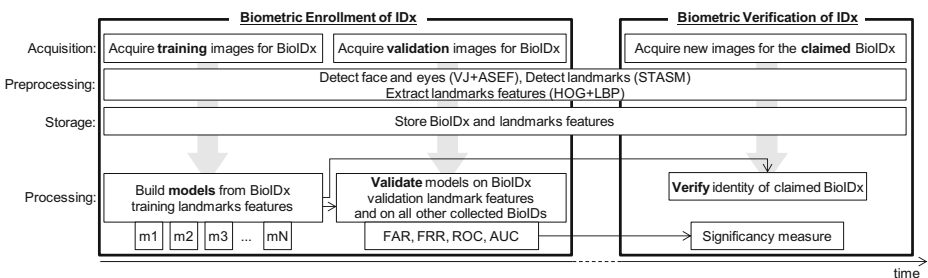 Biometric Enrollment of IDx
Biometric Verification of IDx
Acquisition:
Acquire training images for BioIDx
Acquire validation images for BioIDx
Acquire new images for the claimed BioIDx
Preprocessing:
Detect face and eyes (VJ+ASEF), Detect landmarks (STASM)
Extract landmarks features (HOG+LBP)
Storage:
Store BioIDx and landmarks features
Processing:
Build models from BioIDx
training landmarks features
Validate models on BioIDx
validation landmark features
and on all other collected BioIDs
Verify identity of claimed BioIDx
m1 m2 m3 ... mN
FAR, FRR, ROC, AUC
Significancy measure
time